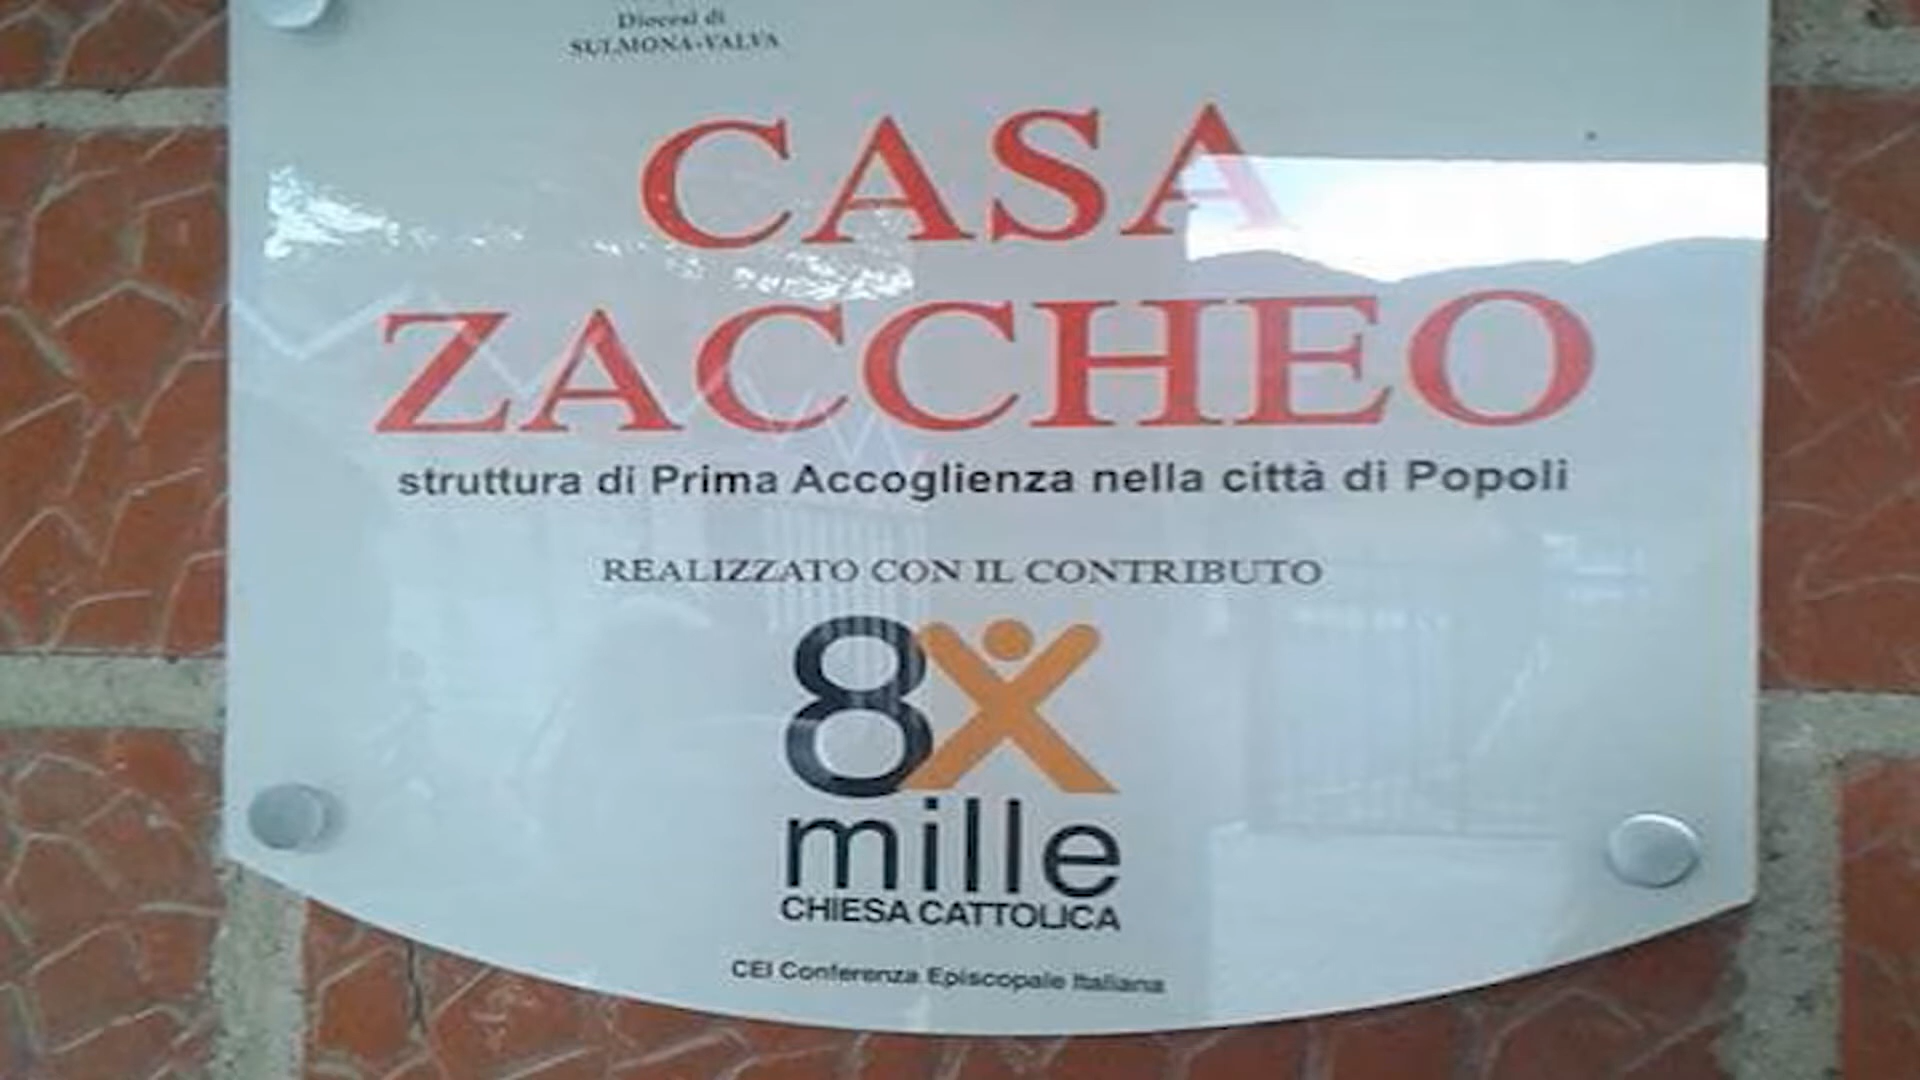 Diocesi di
SULMONA-VALVA
CASA
ZACCHEO
struttura di Prima Accoglienza nella città di Popoli
REALIZZATO CON IL CONTRIBUTO
8X
mille
CHIESA CATTOLICA
CEI Conferenza Episcopale Italiana